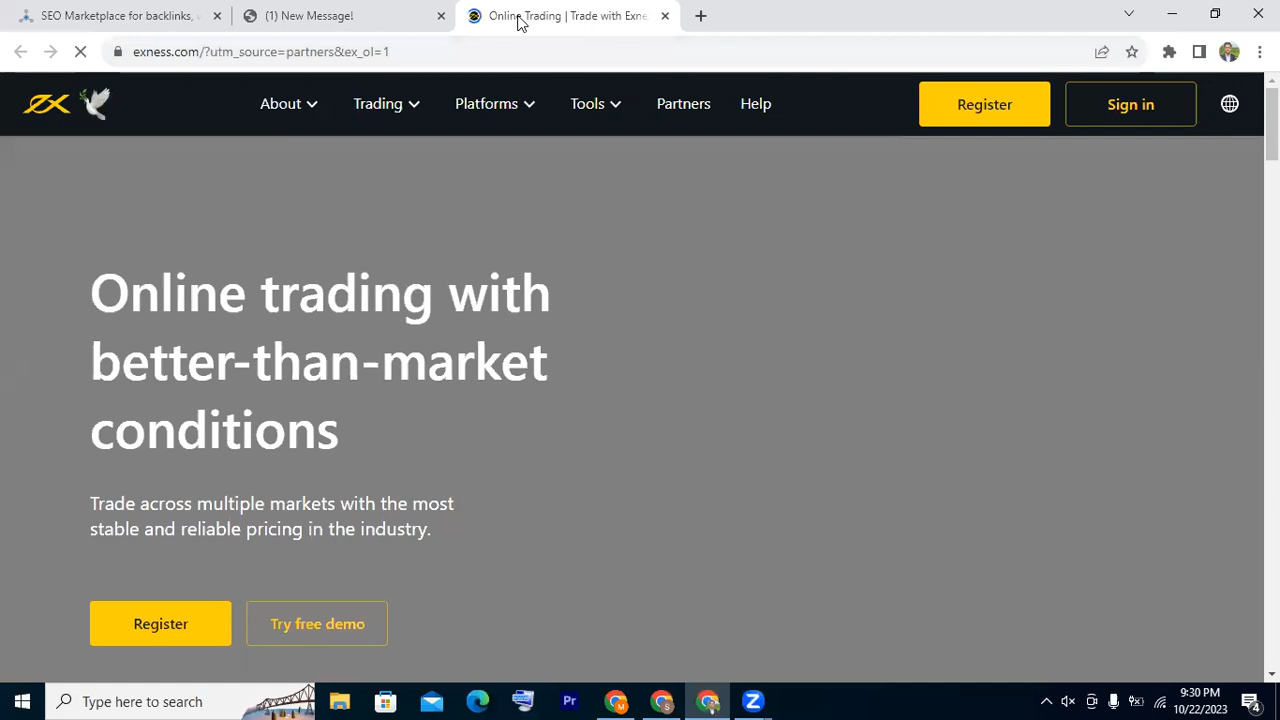 SEO Marketplace for backlinks,
(1) New Message!
Online Trading | Trade with Exne
exness.com/?utm_source=partners&ex_ol=1
About
Trading
Platforms
Tools
Partners
Help
Register
Sign in
Online trading with
better-than-market
conditions
Trade across multiple markets with the most
stable and reliable pricing in the industry.
Register
Try free demo
Type here to search
9:30 PM
10/22/2023
4